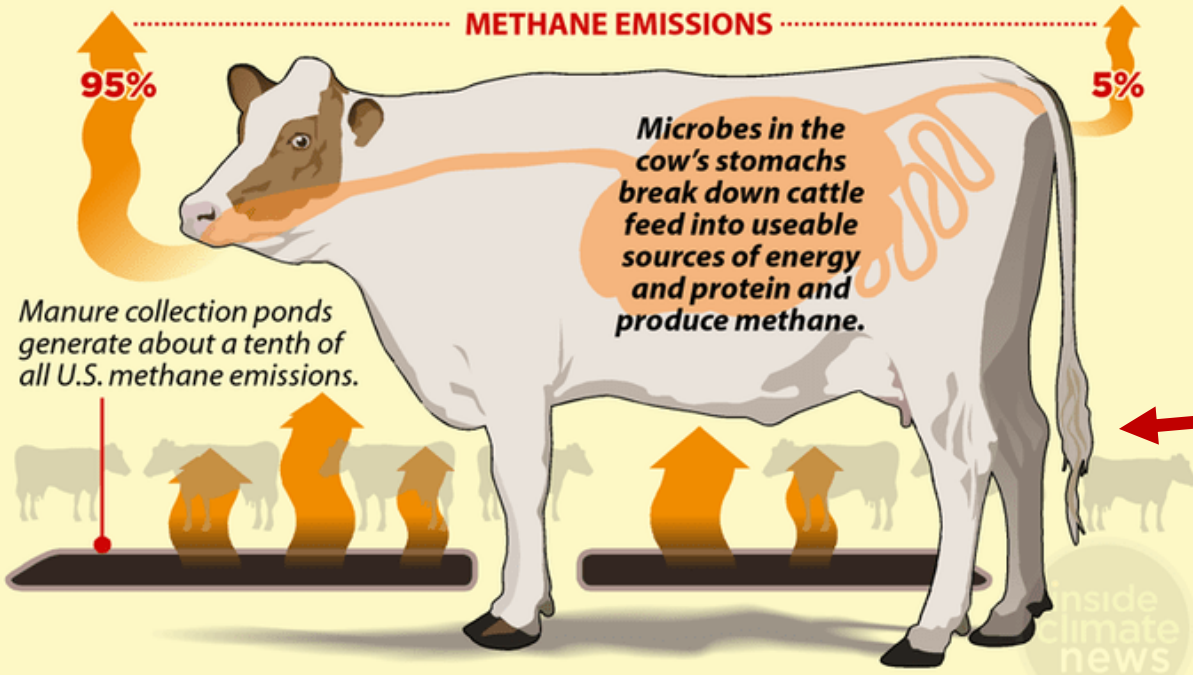 METHANE EMISSIONS
95%
5%
Microbes in the
cow's stomachs
break down cattle
feed into useable
sources of energy
and protein and
produce methane.
Manure collection ponds
generate about a tenth of
all U.S. methane emissions.
inside
climate
news